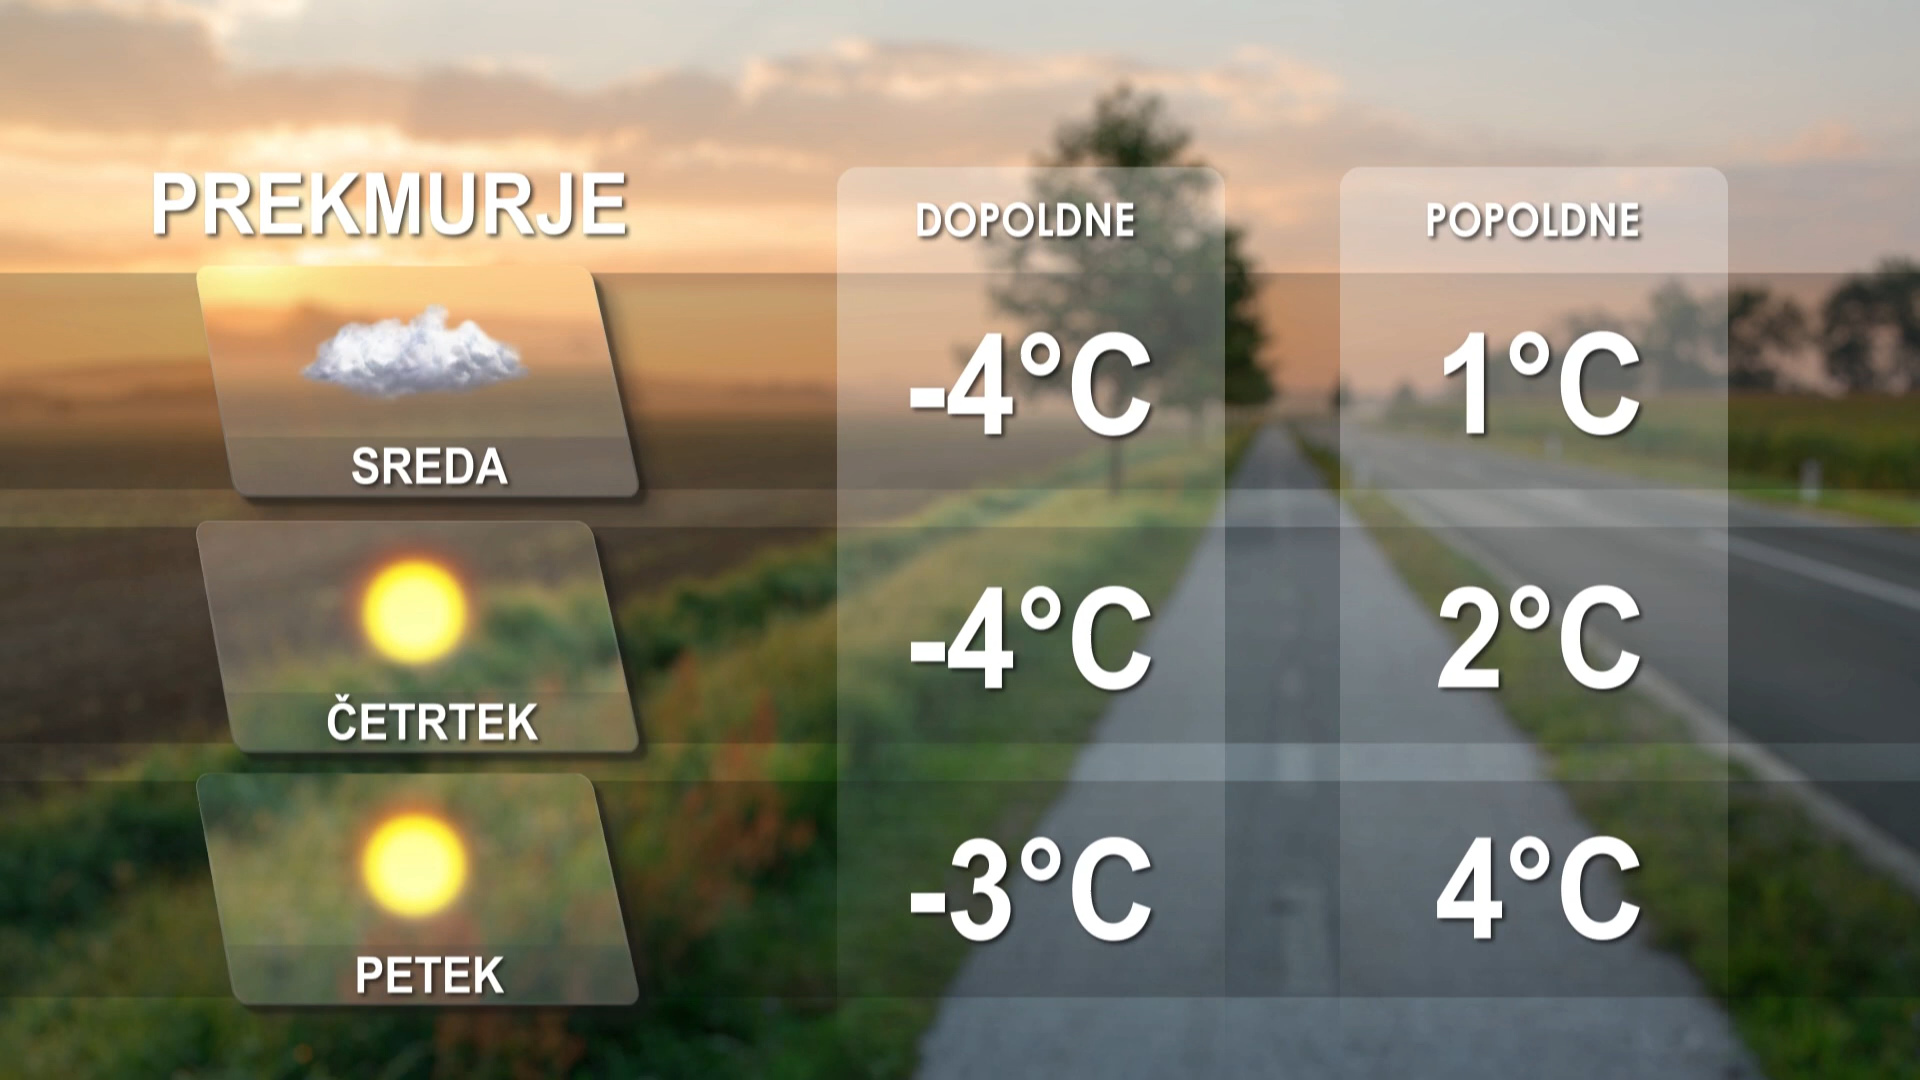 PREKMURJE
DOPOLDNE
POPOLDNE
SREDA
-4°C
1°C
ČETRTEK
-4°C
2°C
PETEK
-3°C
4°C